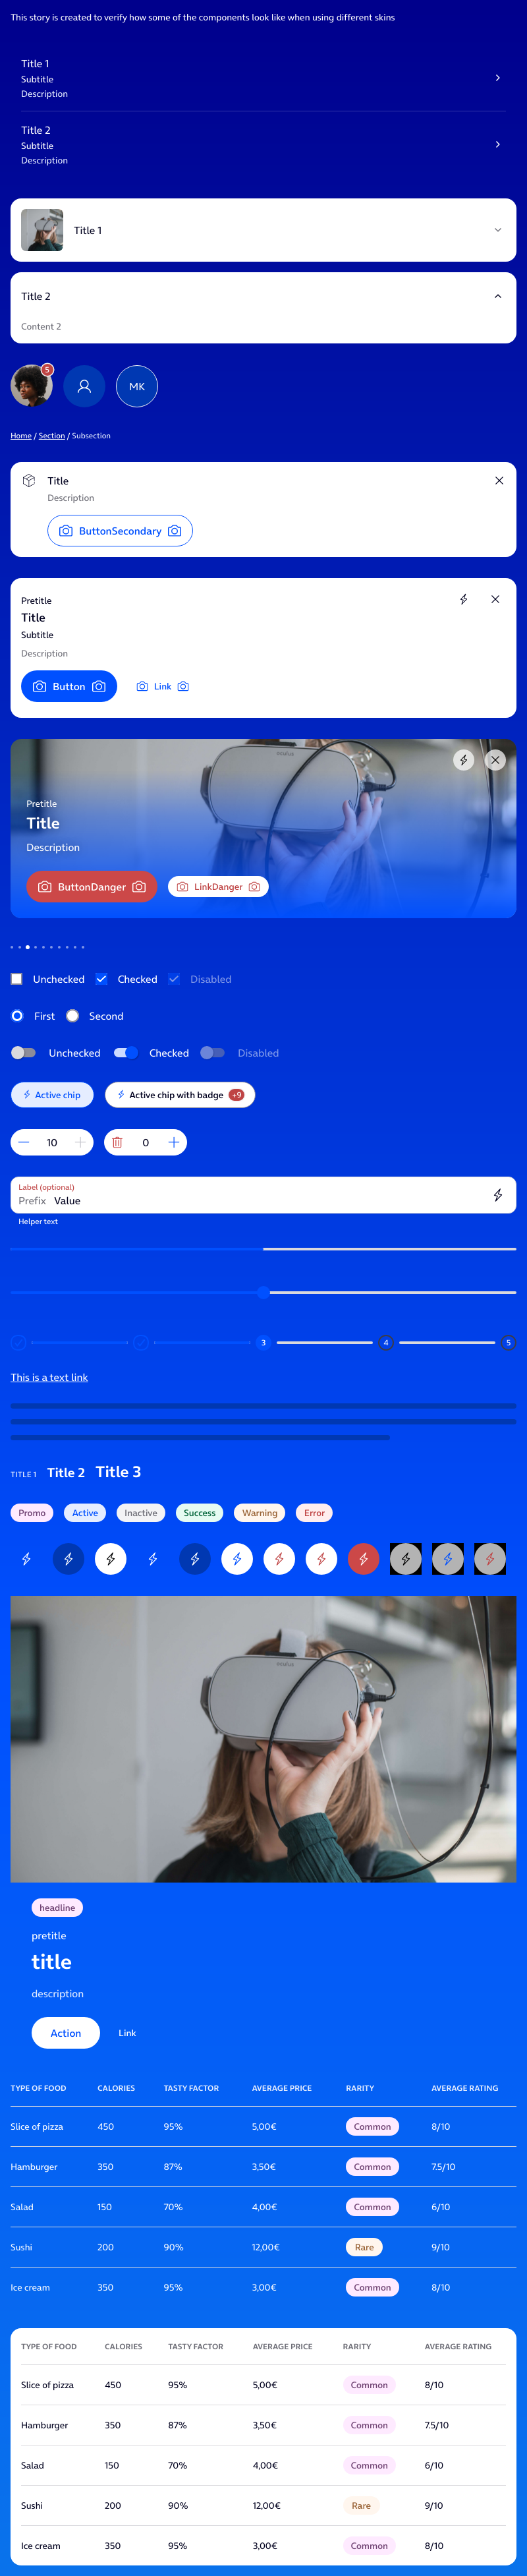 This story is created to verify how some of the components look like when using different skins
Title 1
Subtitle
Description
Title 2
Subtitle
Description
Title 1
Title 2
Content 2
5
MK
Home / Section / Subsection
Title
Description
ButtonSecondary
Pretitle
Title
Subtitle
Description
Button Link
Pretitle
Title
Description
ButtonDanger LinkDanger
Unchecked Checked Disabled
First Second
Unchecked Checked Disabled
Active chip Active chip with badge +9
10 0
Label (optional)
Prefix Value
Helper text
3 4 5
This is a text link
TITLE 1 Title 2 Title 3
Promo Active Inactive Success Warning Error
oculus
headline
pretitle
title
description
Action Link
TYPE OF FOOD CALORIES TASTY FACTOR AVERAGE PRICE RARITY AVERAGE RATING
Slice of pizza 450 95% 5,00€ Common 8/10
Hamburger 350 87% 3,50€ Common 7.5/10
Salad 150 70% 4,00€ Common 6/10
Sushi 200 90% 12,00€ Rare 9/10
Ice cream 350 95% 3,00€ Common 8/10
TYPE OF FOOD CALORIES TASTY FACTOR AVERAGE PRICE RARITY AVERAGE RATING
Slice of pizza 450 95% 5,00€ Common 8/10
Hamburger 350 87% 3,50€ Common 7.5/10
Salad 150 70% 4,00€ Common 6/10
Sushi 200 90% 12,00€ Rare 9/10
Ice cream 350 95% 3,00€ Common 8/10